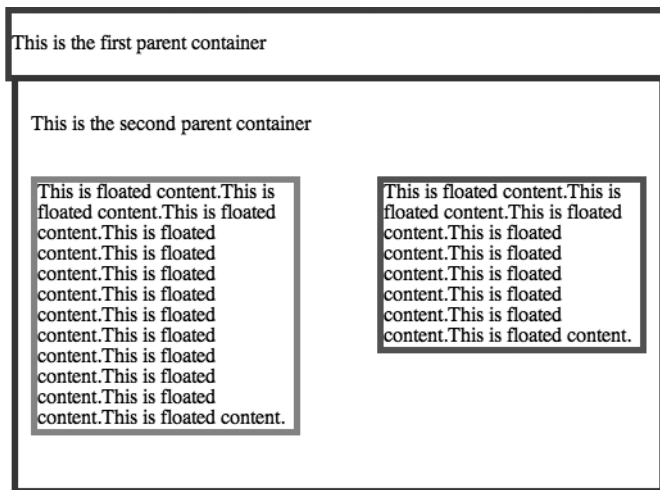 This is the first parent container
This is the second parent container
This is floated content.This is
floated content.This is floated
content.This is floated
content.This is floated
content.This is floated
content.This is floated
content.This is floated
content.This is floated
content.This is floated
content.This is floated
content.This is floated
content.This is floated content.
This is floated content.This is
floated content.This is floated
content.This is floated
content.This is floated
content.This is floated
content.This is floated
content.This is floated
content.This is floated content.